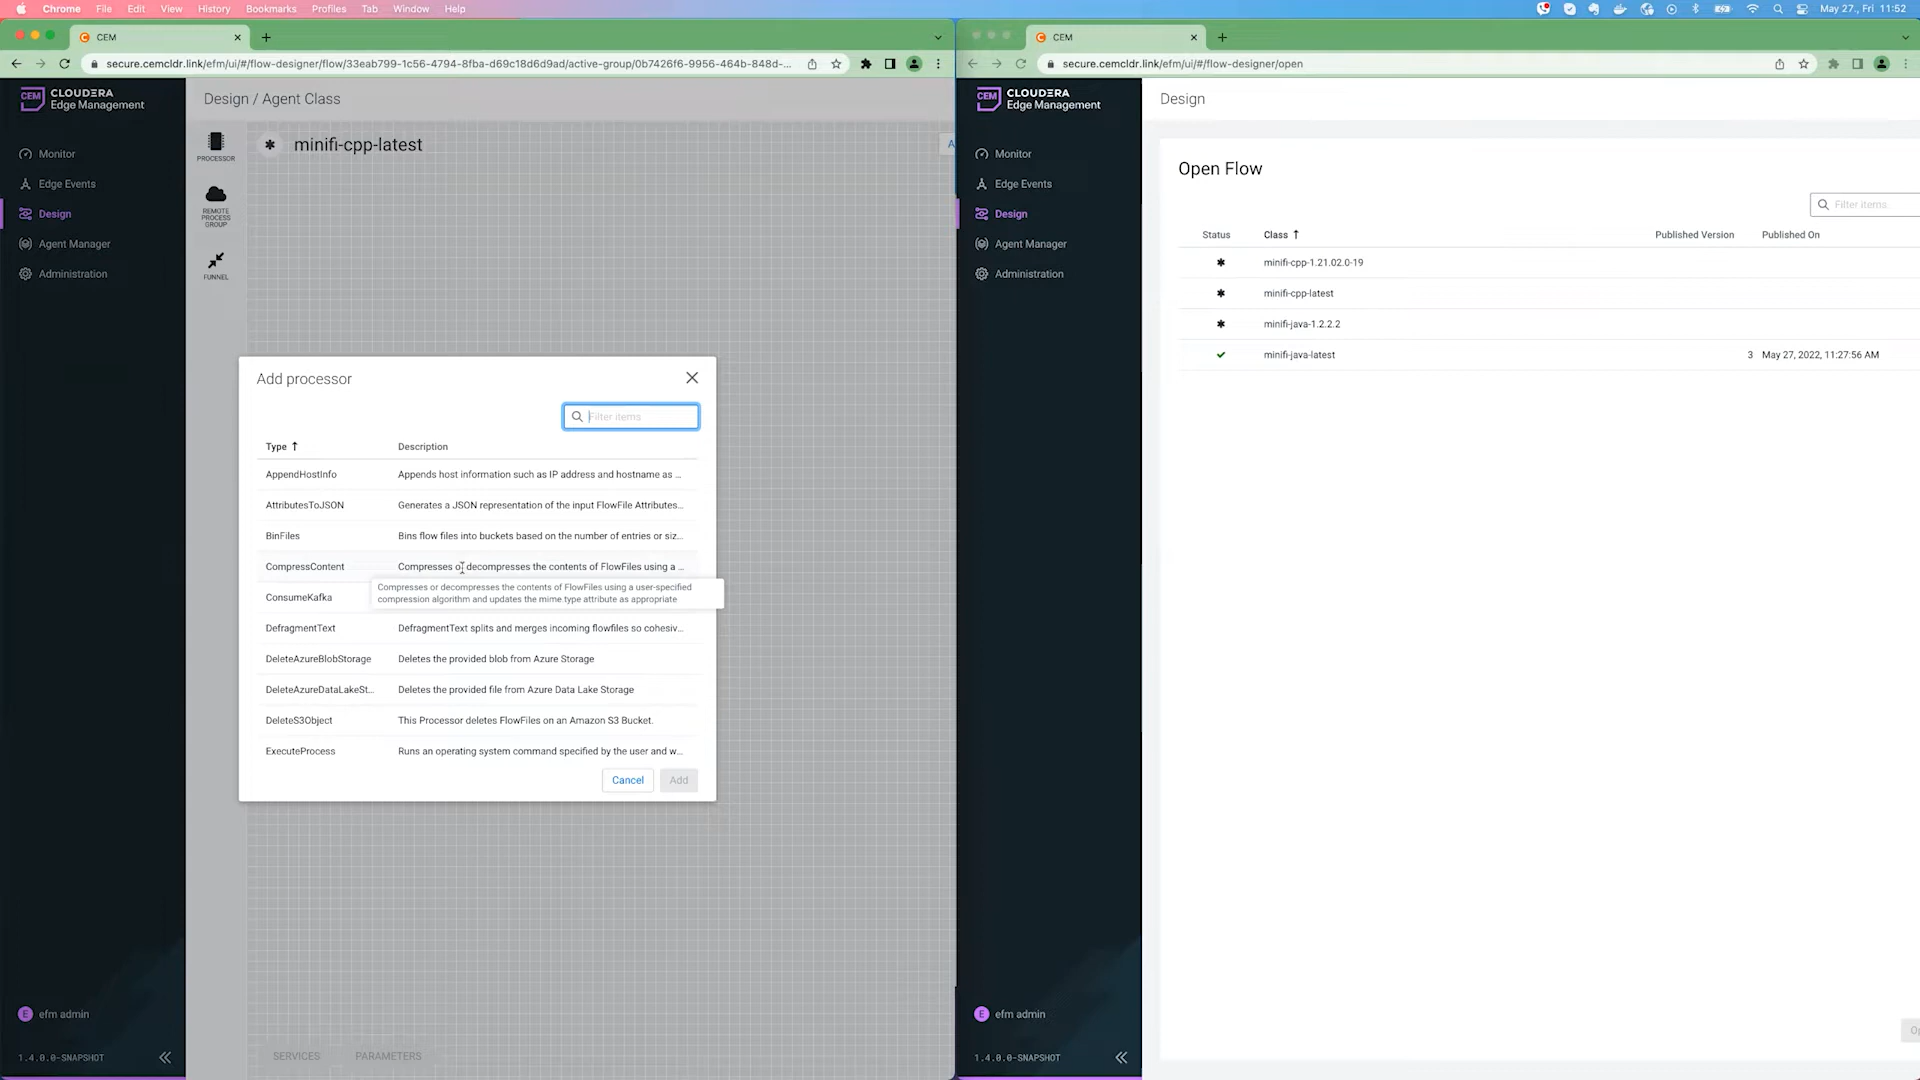 Chrome File Edit View History Bookmarks Profiles Tab Window Help
May 27., Fri 11:52
CEM
secure.cemcldr.link/efm/ui/#/flow-designer/flow/33eab799-1c56-4794-8fba-d69c18d6d9ad/active-group/0b7426f6-9956-464b-848d-...
CEM
CLOUDERA
Edge Management
Monitor
Edge Events
Design
Agent Manager
Administration
E efm admin
1.4.0.0-SNAPSHOT
Design / Agent Class
PROCESSOR
REMOTE
PROCESS
GROUP
FUNNEL
minifi-cpp-latest
Add processor
Filter items
Type Description
AppendHostInfo Appends host information such as IP address and hostname as ...
AttributesToJSON Generates a JSON representation of the input FlowFile Attributes...
BinFiles Bins flow files into buckets based on the number of entries or siz...
CompressContent Compresses or decompresses the contents of FlowFiles using a ...
Compresses or decompresses the contents of FlowFiles using a user-specified
compression algorithm and updates the mime type attribute as appropriate
ConsumeKafka
DefragmentText DefragmentText splits and merges incoming flowfiles so cohesiv...
DeleteAzureBlobStorage Deletes the provided blob from Azure Storage
DeleteAzureDataLakeSt... Deletes the provided file from Azure Data Lake Storage
DeleteS3Object This Processor deletes FlowFiles on an Amazon S3 Bucket.
ExecuteProcess Runs an operating system command specified by the user and w...
Cancel Add
SERVICES PARAMETERS
CEM
secure.cemcldr.link/efm/ui/#/flow-designer/open
CEM
CLOUDERA
Edge Management
Monitor
Edge Events
Design
Agent Manager
Administration
E efm admin
1.4.0.0-SNAPSHOT
Design
Open Flow
Filter items
Status Class Published Version Published On
minifi-cpp-1.21.02.0-19
minifi-cpp-latest
minifi-java-1.2.2.2
minifi-java-latest 3 May 27, 2022, 11:27:56 AM